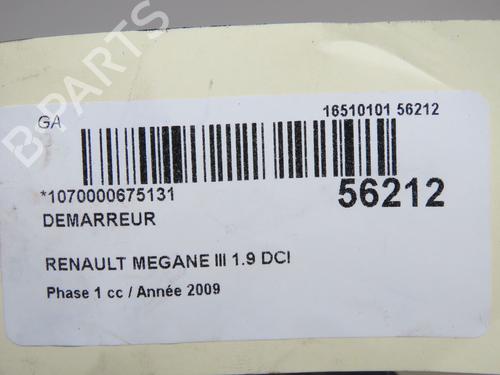 B-PARTS
GA
16510101 56212
*1070000675131
56212
DEMARREUR
RENAULT MEGANE III 1.9 DCI
Phase 1 cc / Année 2009